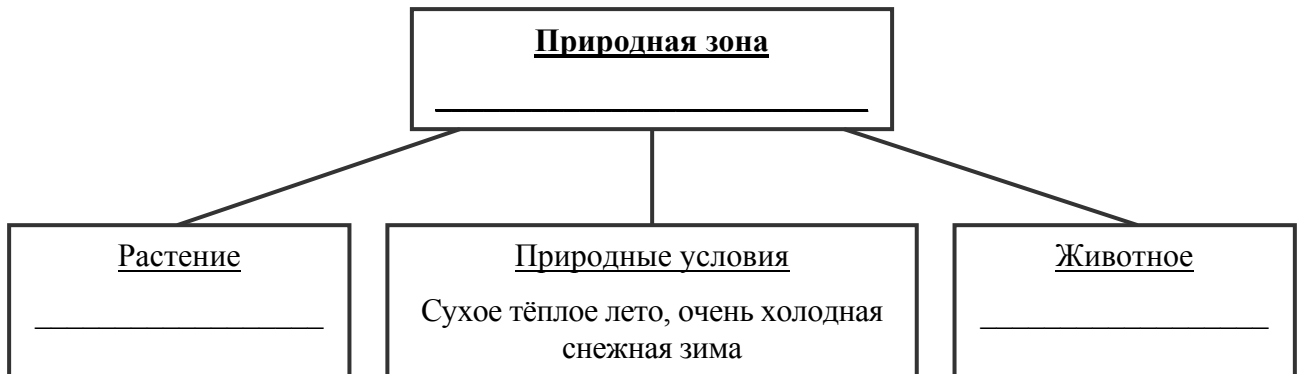 Природная зона
Растение
Природные условия
Животное
Сухое тёплое лето, очень холодная
снежная зима